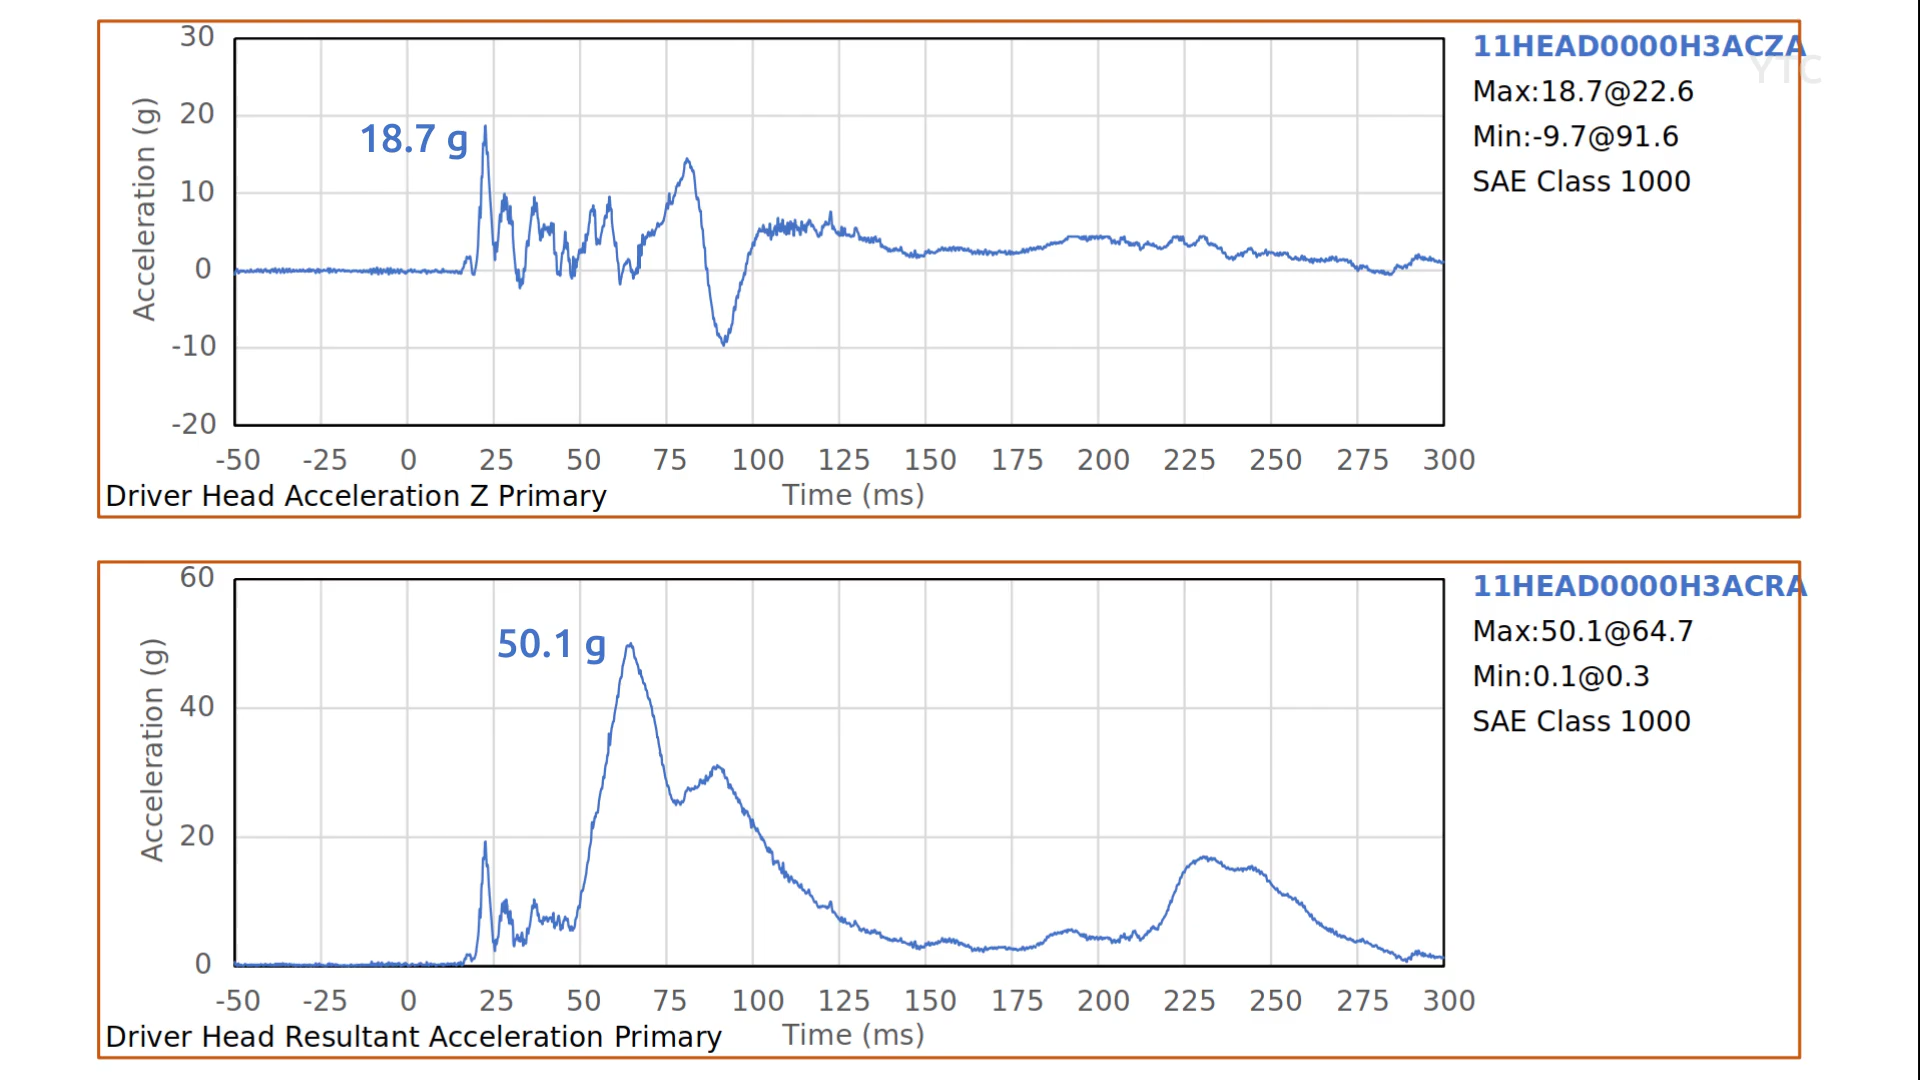 30
20
10
0
-10
-20
Acceleration (g)
18.7 g
-50 -25 0 25 50 75 100 125 150 175 200 225 250 275 300
Driver Head Acceleration Z Primary
Time (ms)
11HEAD0000H3ACZA
YTC
Max:18.7@22.6
Min:-9.7@91.6
SAE Class 1000
60
40
20
0
Acceleration (g)
50.1 g
-50 -25 0 25 50 75 100 125 150 175 200 225 250 275 300
Driver Head Resultant Acceleration Primary
Time (ms)
11HEAD0000H3ACRA
Max:50.1@64.7
Min:0.1@0.3
SAE Class 1000